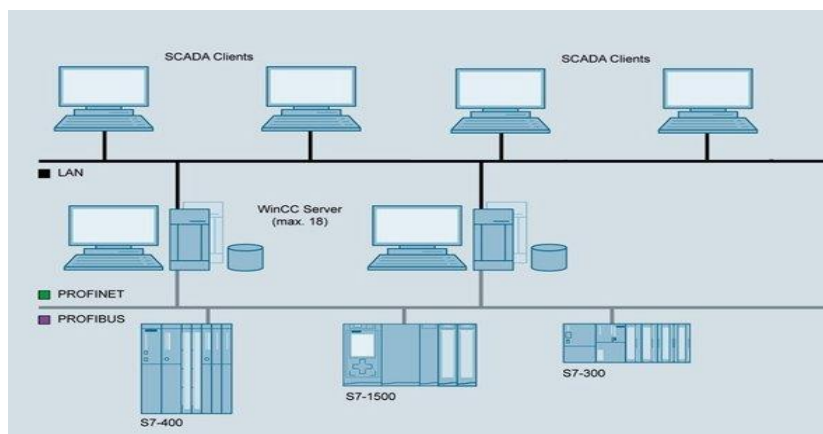 SCADA Clients
SCADA Clients
LAN
WinCC Server
(max. 18)
PROFINET
PROFIBUS
S7-400
S7-1500
S7-300